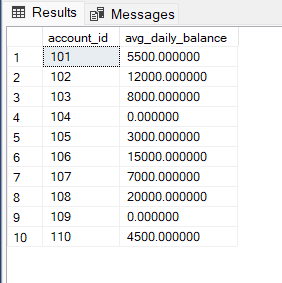 Results Messages
account_id avg_daily_balance
1 101 5500.000000
2 102 12000.000000
3 103 8000.000000
4 104 0.000000
5 105 3000.000000
6 106 15000.000000
7 107 7000.000000
8 108 20000.000000
9 109 0.000000
10 110 4500.000000